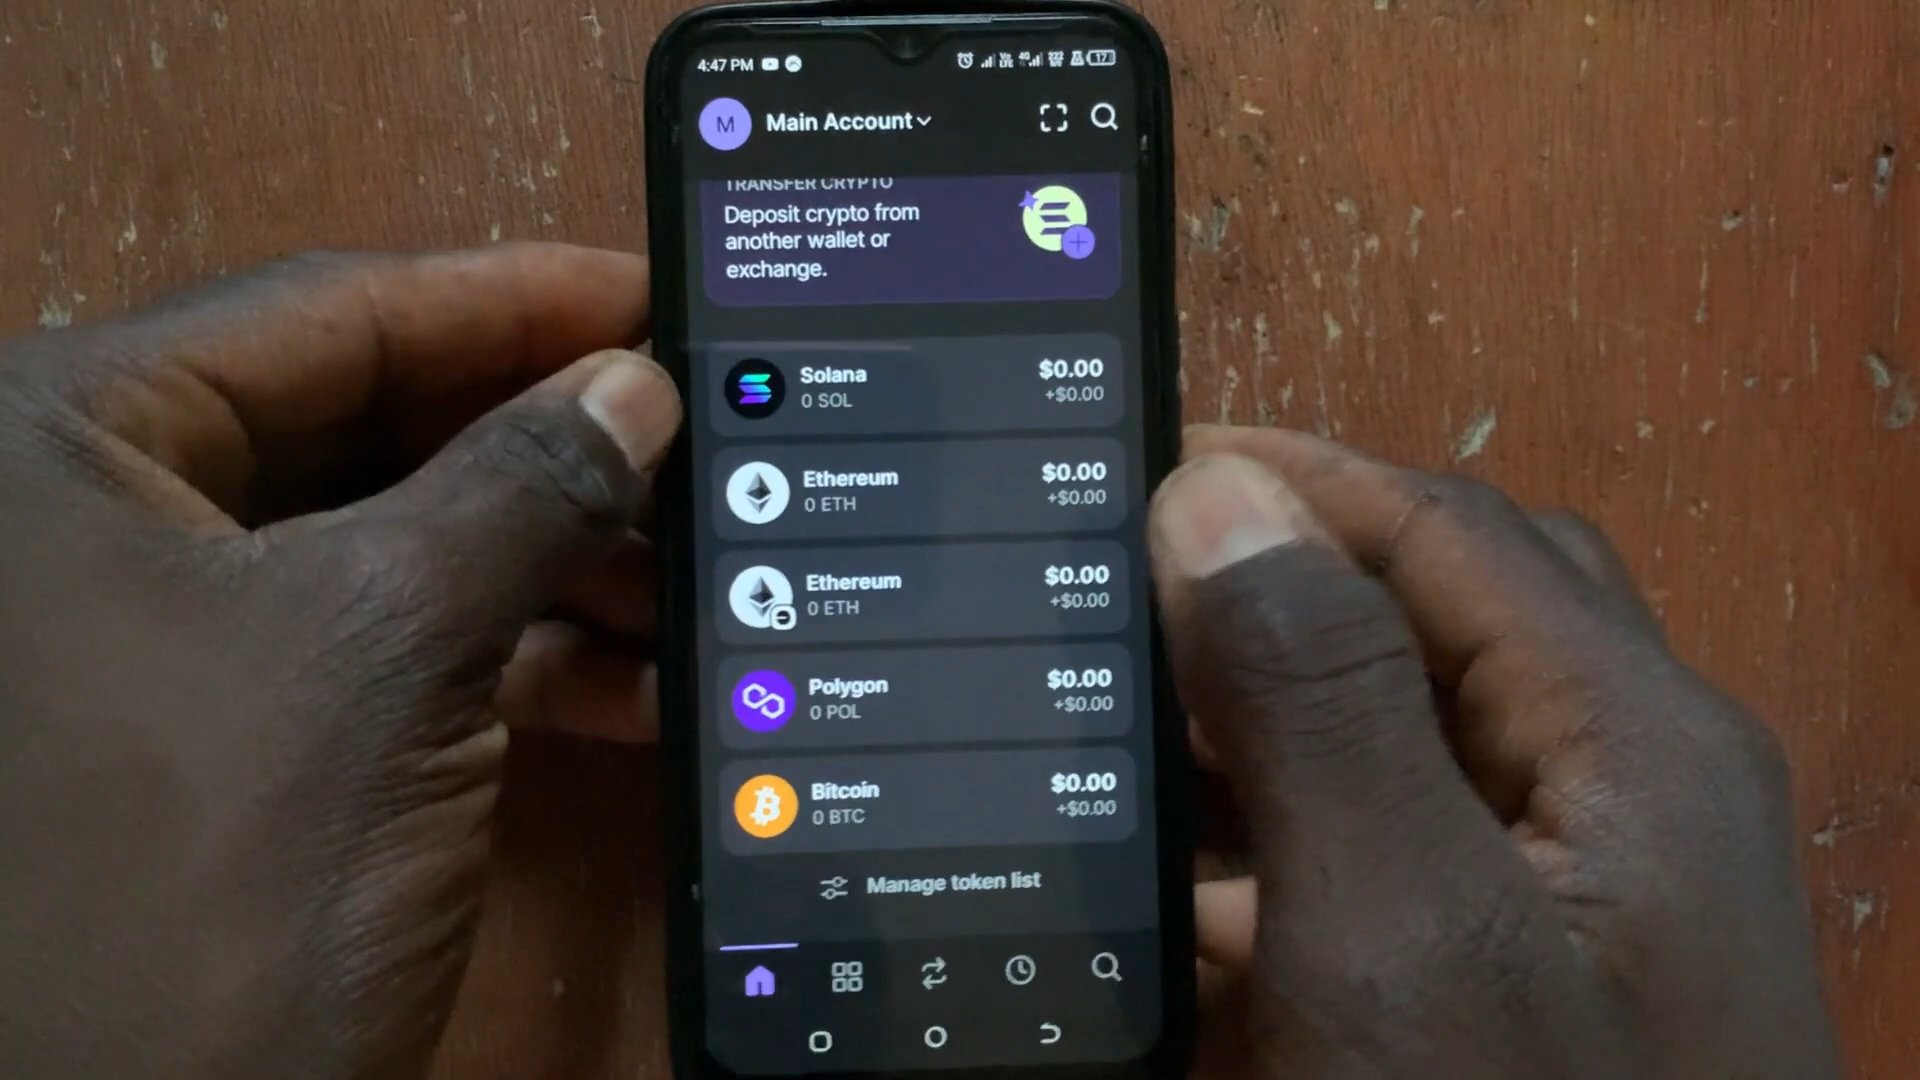 4:47 PM
17
M
Main Account
TRANSFER CRYPTO
Deposit crypto from
another wallet or
exchange.
Solana
$0.00
0 SOL
+$0.00
Ethereum
$0.00
0 ETH
+$0.00
Ethereum
$0.00
0 ETH
+$0.00
Polygon
$0.00
0 POL
+$0.00
Bitcoin
$0.00
0 BTC
+$0.00
Manage token list